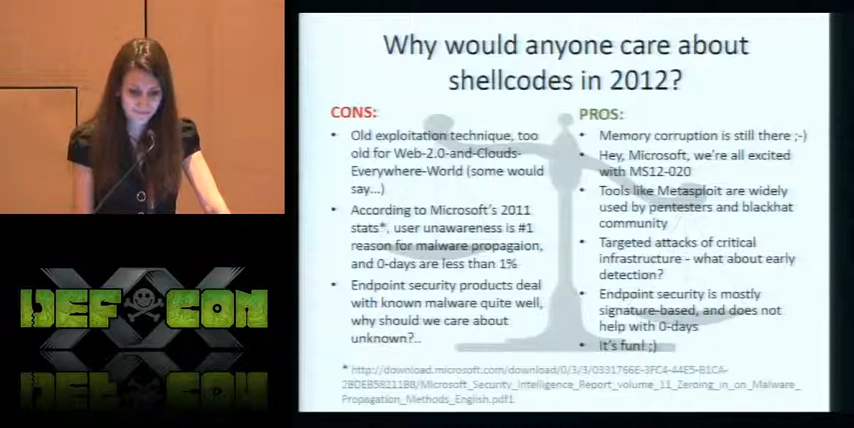 Why would anyone care about
shellcodes in 2012?
CONS:
• Old exploitation technique, too
old for Web-2.0-and-Clouds-
Everywhere-World (some would
say...)
• According to Microsoft's 2011
stats*, user unawareness is #1
reason for malware propagaion,
and 0-days are less than 1%
• Endpoint security products deal
with known malware quite well,
why should we care about
unknown?..
PROS:
• Memory corruption is still there ;-)
• Hey, Microsoft, we're all excited
with MS12-020
• Tools like Metasploit are widely
used by pentesters and blackhat
community
• Targeted attacks of critical
infrastructure - what about early
detection?
• Endpoint security is mostly
signature-based, and does not
help with 0-days
• It's fun! ;)
* http://download.microsoft.com/download/0/3/3/0331766E-3FC4-44E5-B1CA-
2BDEB58211B8/Microsoft_Security_Intelligence_Report_volume_11_Zeroing_in_on_Malware_
Propagation_Methods_English.pdf1
DEFCON
XX